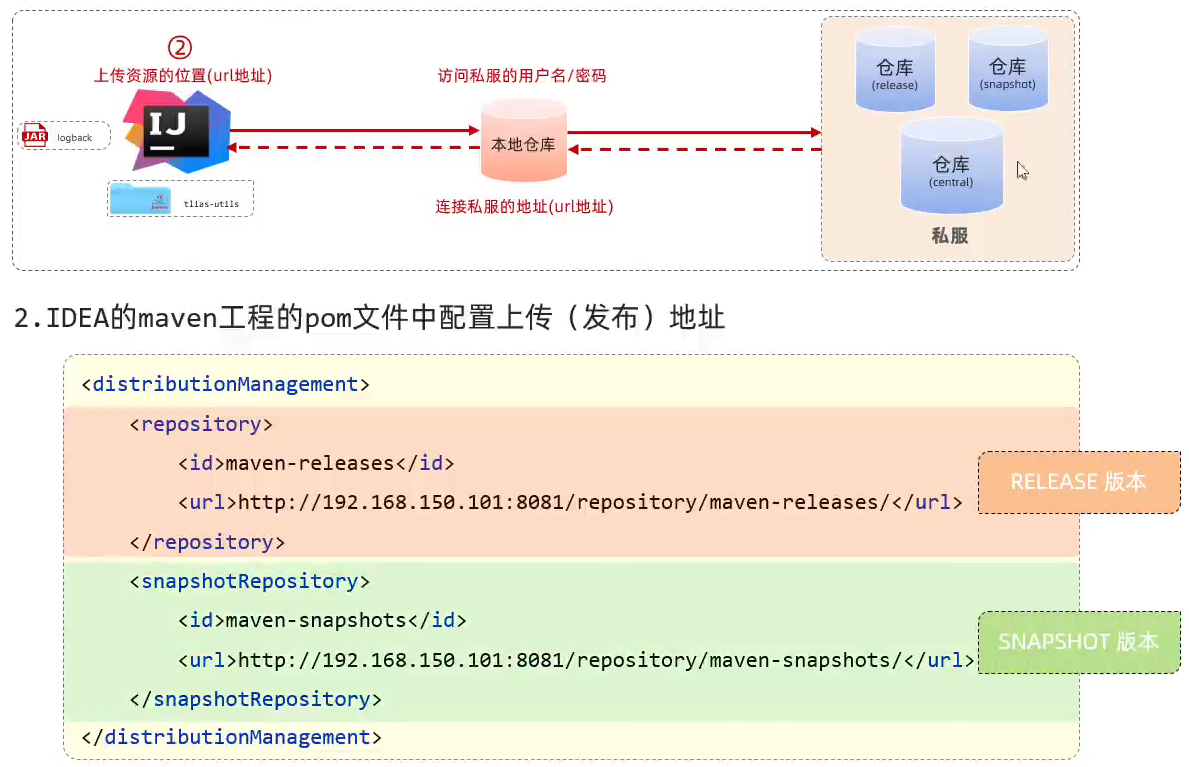 ②
上传资源的位置(url地址)
访问私服的用户名/密码
仓库
(release)
仓库
(snapshot)
JAR
logback
IJ
本地仓库
仓库
(central)
tlias-utils
连接私服的地址(url地址)
私服
2.IDEA的maven工程的pom文件中配置上传（发布）地址
<distributionManagement>
<repository>
<id>maven-releases</id>
<url>http://192.168.150.101:8081/repository/maven-releases/</url>
RELEASE 版本
</repository>
<snapshotRepository>
<id>maven-snapshots</id>
<url>http://192.168.150.101:8081/repository/maven-snapshots/</url>
SNAPSHOT 版本
</snapshotRepository>
</distributionManagement>